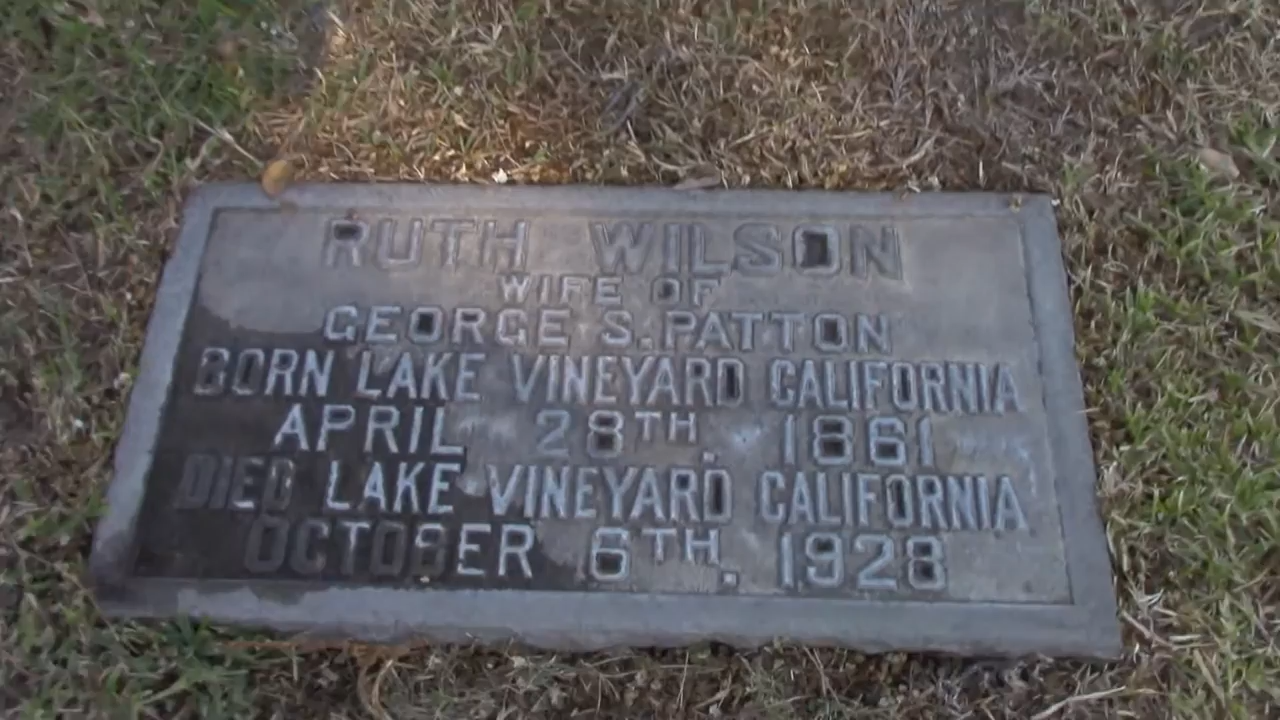 RUTH WILSON
WIFE OF
GEORGE S. PATTON
BORN LAKE VINEYARD CALIFORNIA
APRIL 28TH. 1861
DIED LAKE VINEYARD CALIFORNIA
OCTOBER 6TH. 1928